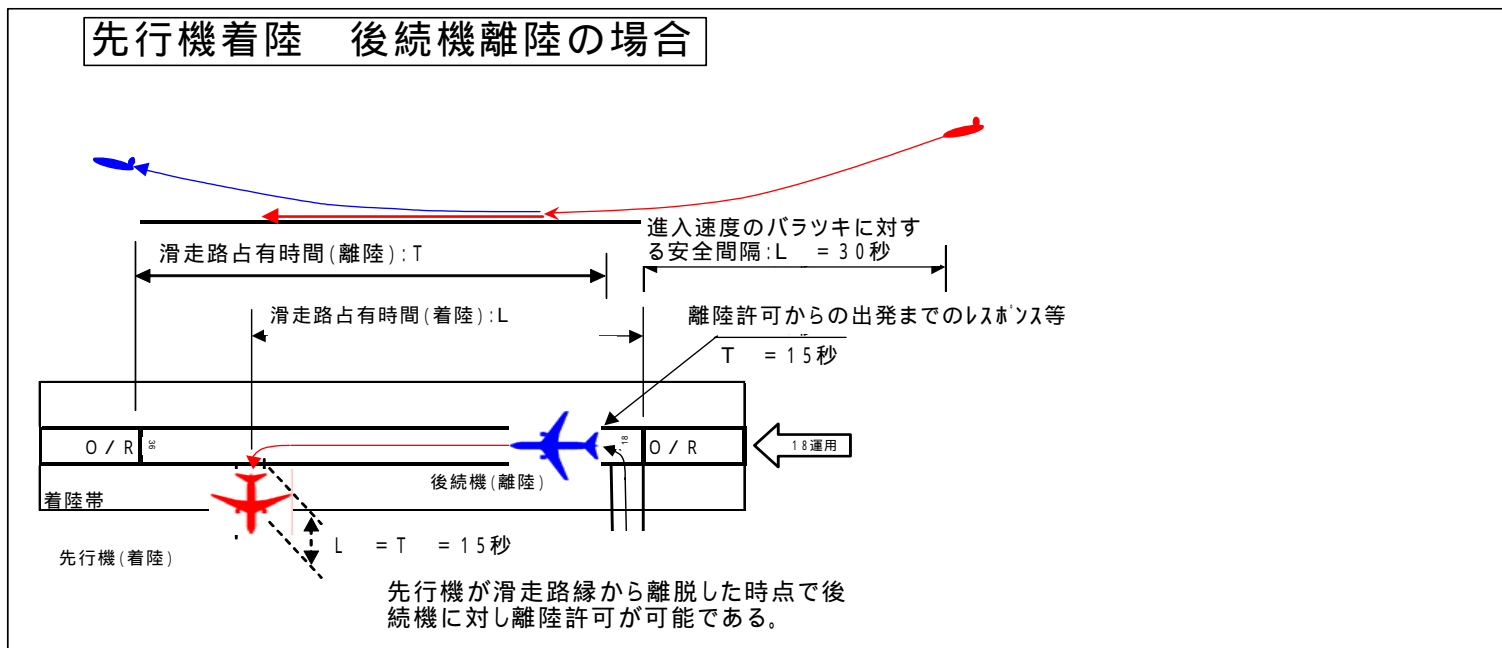 先行機着陸　後続機離陸の場合
進入速度のバラツキに対す
る安全間隔:L　=30秒
滑走路占有時間(離陸):T
滑走路占有時間(着陸):L
離陸許可からの出発までのﾚｽﾎﾟﾝｽ等
T　=15秒
O/R
36
18
O/R
18運用
後続機(離陸)
着陸帯
先行機(着陸)
L　=T　=15秒
先行機が滑走路縁から離脱した時点で後
続機に対し離陸許可が可能である。